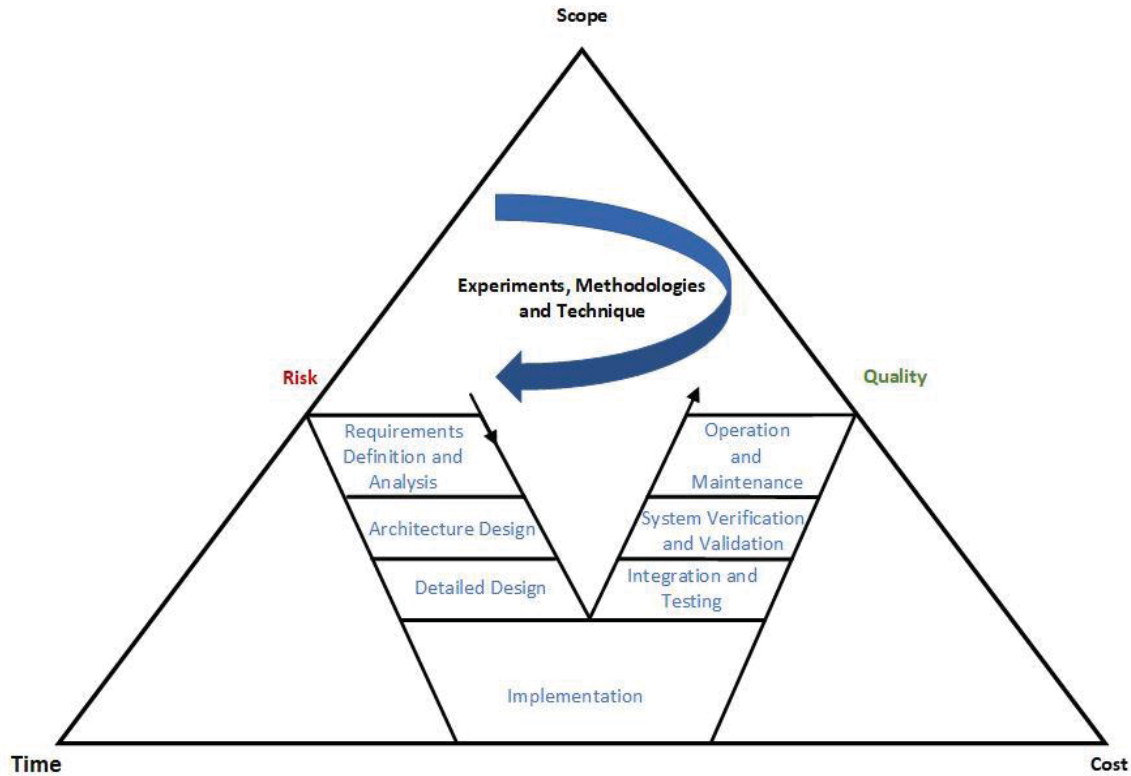 Scope
Experiments, Methodologies
and Technique
Risk
Quality
Requirements
Definition and
Analysis
Operation
and
Maintenance
Architecture Design
System Verification
and Validation
Detailed Design
Integration and
Testing
Implementation
Time
Cost